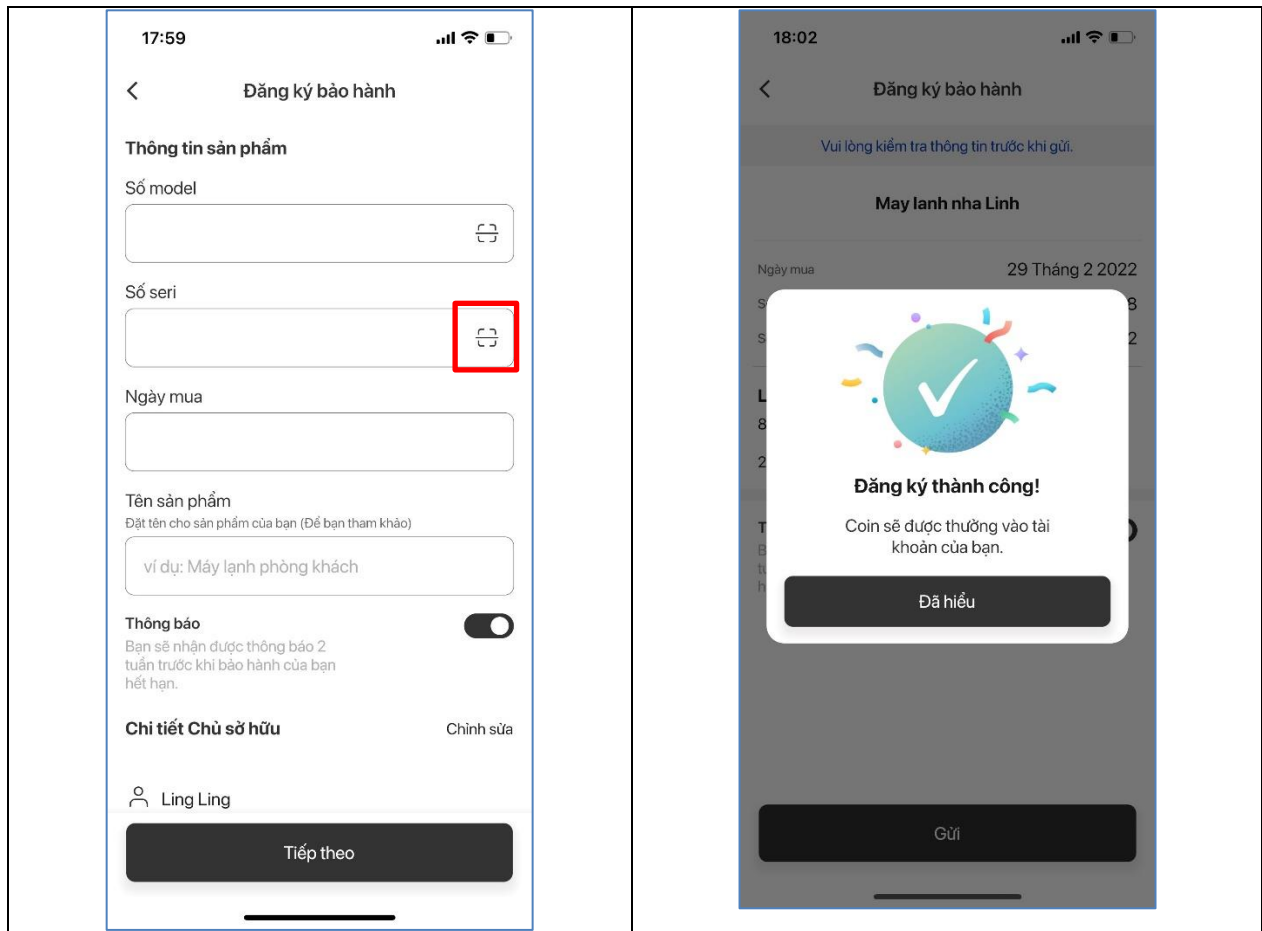 17:59
Đăng ký bảo hành
Thông tin sản phẩm
Số model
Số seri
Ngày mua
Tên sản phẩm
Đặt tên cho sản phẩm của bạn (Để bạn tham khảo)
ví dụ: Máy lạnh phòng khách
Thông báo
Bạn sẽ nhận được thông báo 2
tuần trước khi bảo hành của bạn
hết hạn.
Chi tiết Chủ sở hữu
Chỉnh sửa
Ling Ling
Tiếp theo
18:02
Đăng ký bảo hành
Vui lòng kiểm tra thông tin trước khi gửi.
May lanh nha Linh
Ngày mua
29 Tháng 2 2022
S
8
S
2
L
8
2
Đăng ký thành công!
Coin sẽ được thưởng vào tài
khoản của bạn.
Đã hiểu
T
B
tu
h
Gửi